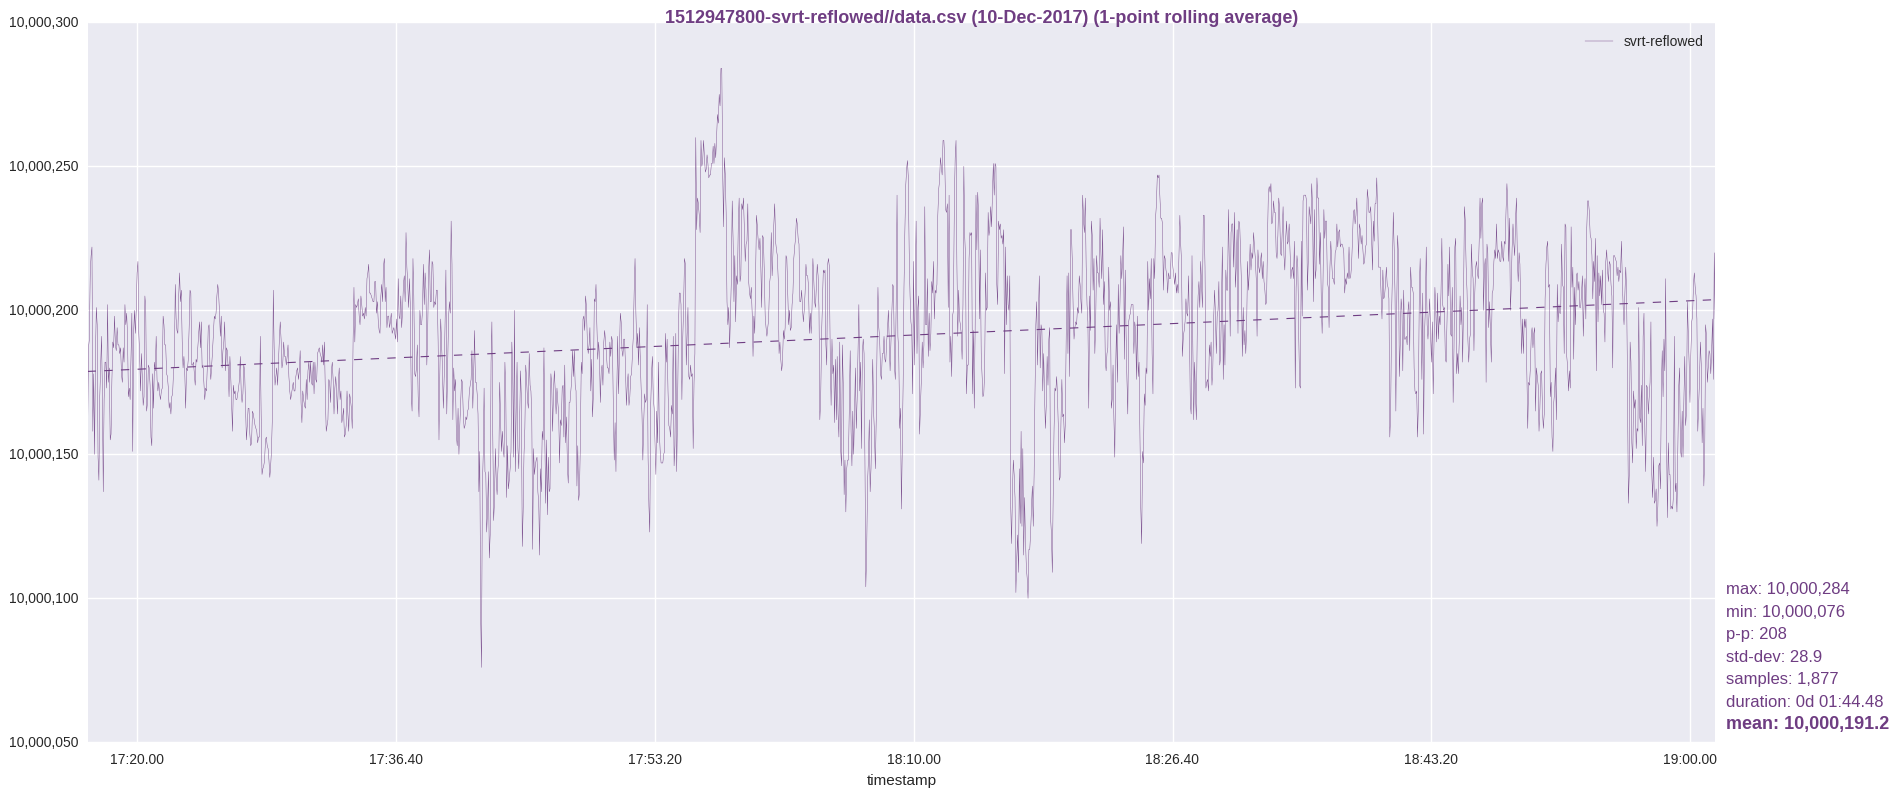 1512947800-svrt-reflowed//data.csv (10-Dec-2017) (1-point rolling average)
10,000,300
svrt-reflowed
10,000,250
10,000,200
10,000,150
10,000,100
10,000,050
max: 10,000,284
min: 10,000,076
p-p: 208
std-dev: 28.9
samples: 1,877
duration: 0d 01:44.48
mean: 10,000,191.2
17:20.00 17:36.40 17:53.20 18:10.00 18:26.40 18:43.20 19:00.00
timestamp